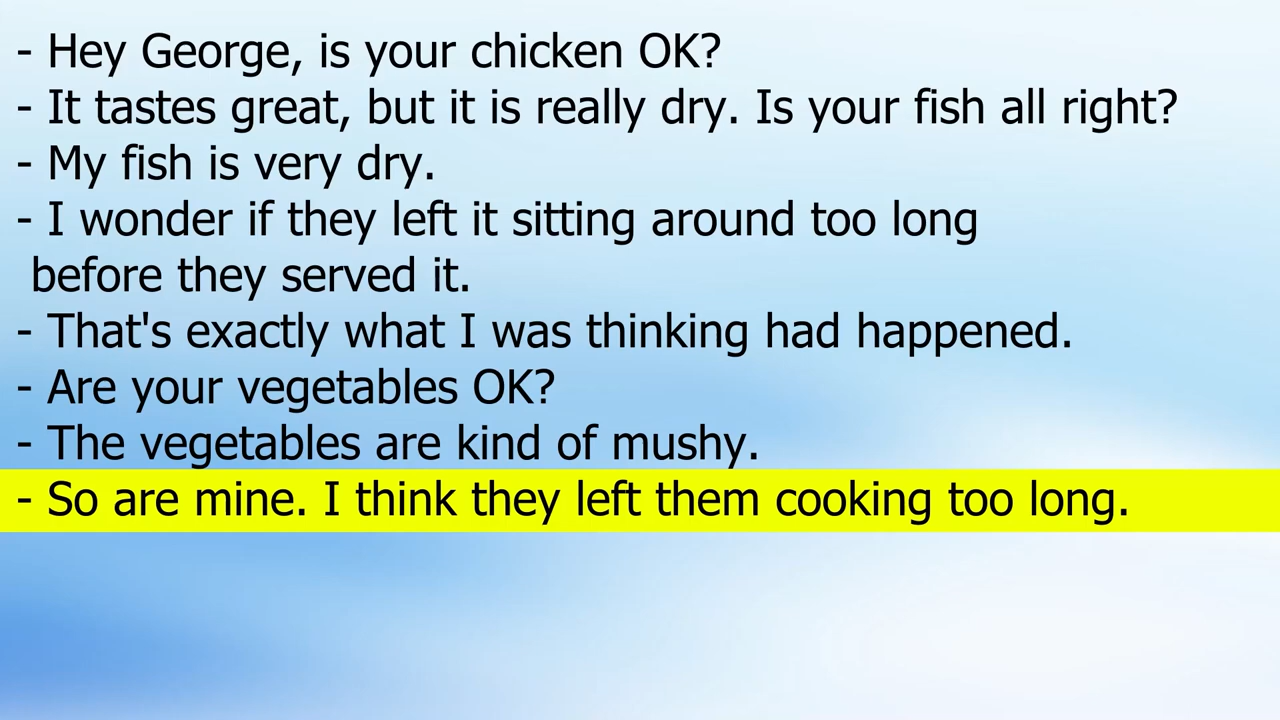 - Hey George, is your chicken OK?
- It tastes great, but it is really dry. Is your fish all right?
- My fish is very dry.
- I wonder if they left it sitting around too long
before they served it.
- That's exactly what I was thinking had happened.
- Are your vegetables OK?
- The vegetables are kind of mushy.
- So are mine. I think they left them cooking too long.